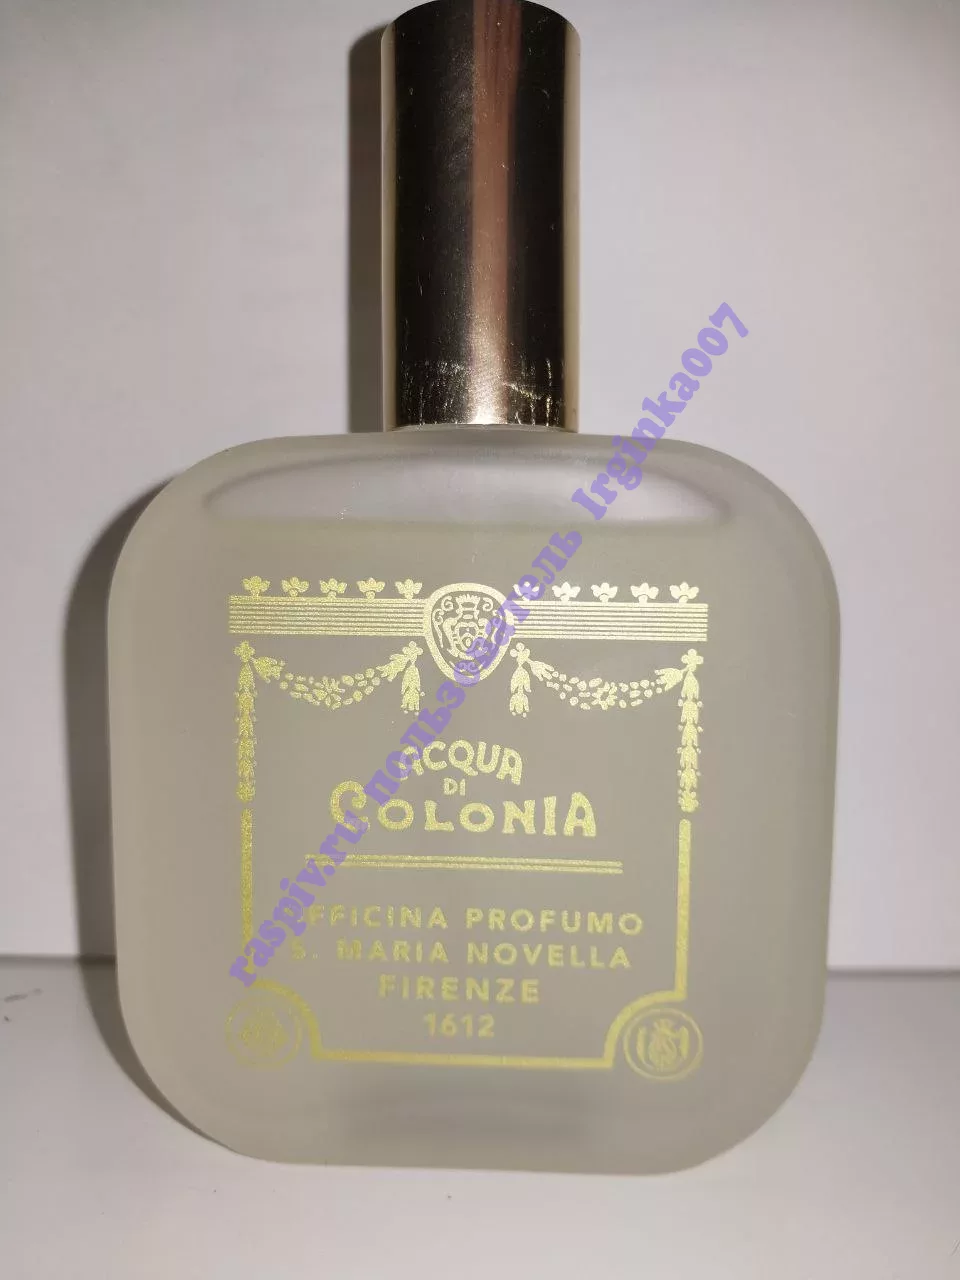 ACQUA
DI
COLONIA
OFFICINA PROFUMO
S. MARIA NOVELLA
FIRENZE
1612
raspiv.ru/ пользователь Irginka007